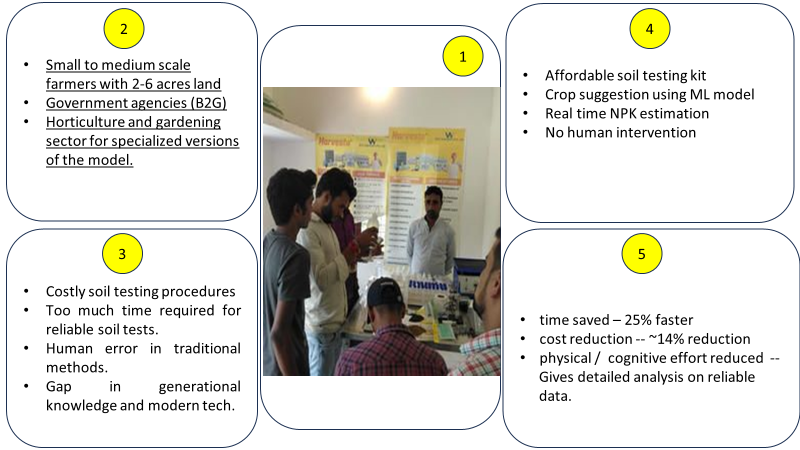 2
Small to medium scale
farmers with 2-6 acres land
Government agencies (B2G)
Horticulture and gardening
sector for specialized versions
of the model.
3
Costly soil testing procedures
Too much time required for
reliable soil tests.
Human error in traditional
methods.
Gap in generational
knowledge and modern tech.
1
Harvesto
4
Affordable soil testing kit
Crop suggestion using ML model
Real time NPK estimation
No human intervention
5
time saved – 25% faster
cost reduction -- ~14% reduction
physical / cognitive effort reduced --
Gives detailed analysis on reliable
data.